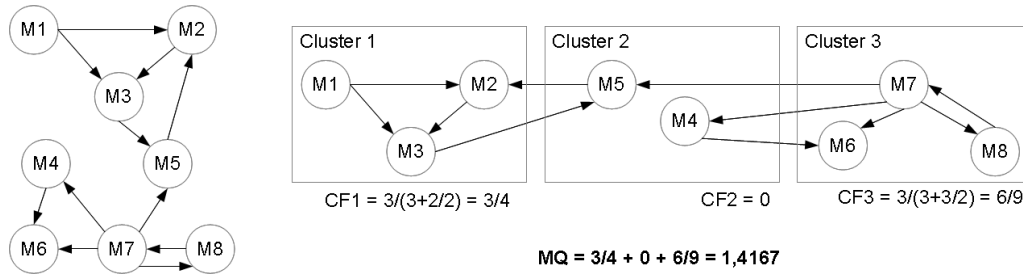 M1
M2
M3
M4
M5
M6
M7
M8
Cluster 1
M1
M2
M3
CF1 = 3/(3+2/2) = 3/4
Cluster 2
M5
M4
CF2 = 0
Cluster 3
M7
M6
M8
CF3 = 3/(3+3/2) = 6/9
MQ = 3/4 + 0 + 6/9 = 1,4167